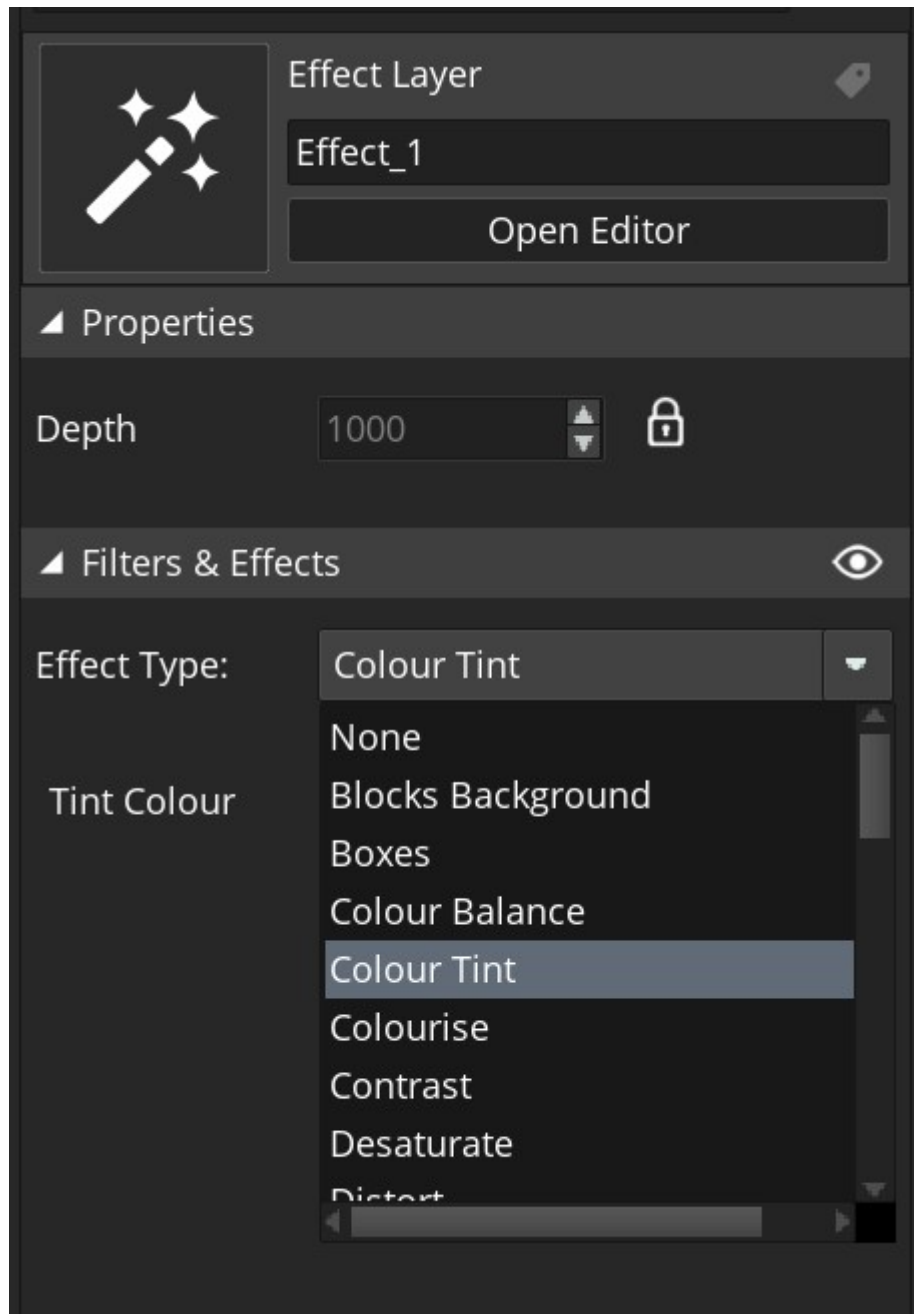 Effect Layer
Effect_1
Open Editor
Properties
Depth 1000
Filters & Effects
Effect Type: Colour Tint
None
Tint Colour
Blocks Background
Boxes
Colour Balance
Colour Tint
Colourise
Contrast
Desaturate
Distort